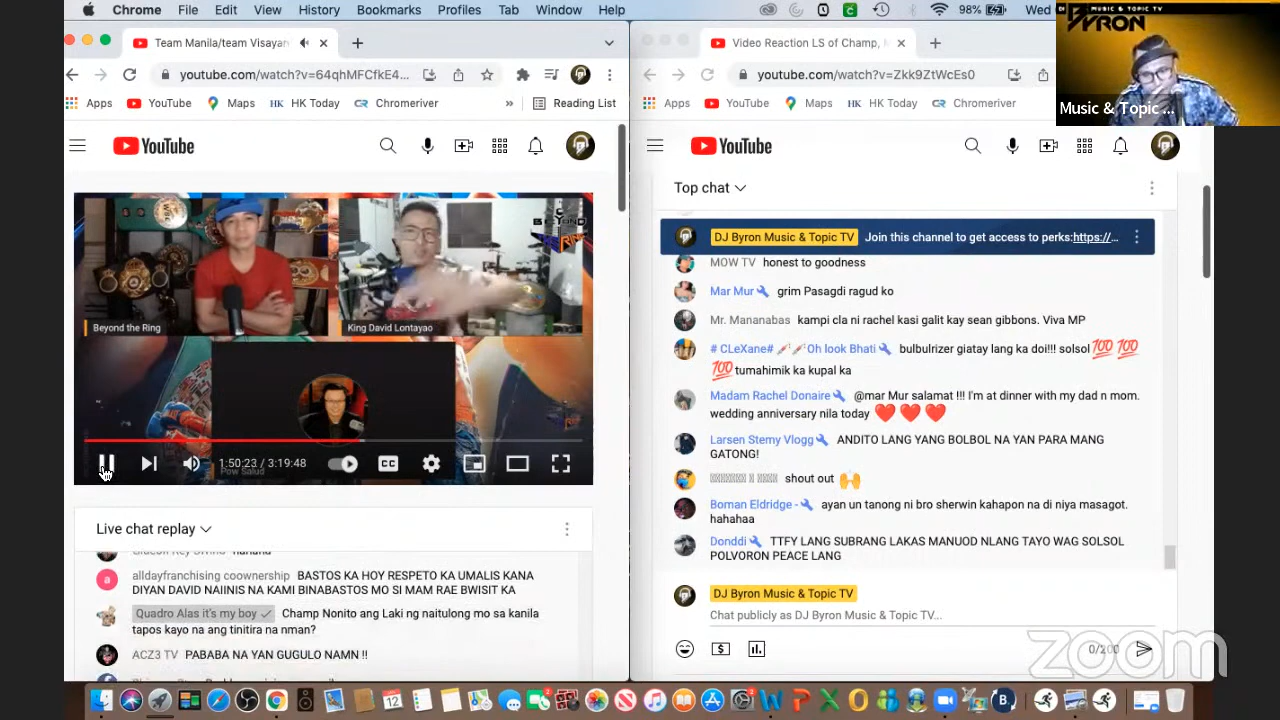 Chrome File Edit View History Bookmarks Profiles Tab Window Help 98% Wed
MUSIC & TOPIC TV
BYRON
Music & Topic ...
Team Manila/team Visayan
Video Reaction LS of Champ, M
youtube.com/watch?v=64qhMFCfkE4...
youtube.com/watch?v=Zkk9ZtWcEs0
Apps YouTube Maps HK Today Chromeriver » Reading List
Apps YouTube Maps HK Today Chromeriver
YouTube
YouTube
BEYOND
RING
Beyond the Ring
King David Lontayao
1:50:23 / 3:19:48
CC
Pow Salud
Live chat replay
alldayfranchising coownership BASTOS KA HOY RESPETO KA UMALIS KANA
DIYAN DAVID NAIINIS NA KAMI BINABASTOS MO SI MAM RAE BWISIT KA
Quadro Alas it's my boy Champ Nonito ang Laki ng naitulong mo sa kanila
tapos kayo na ang tinitira na nman?
ACZ3 TV PABABA NA YAN GUGULO NAMN !!
Top chat
DJ Byron Music & Topic TV Join this channel to get access to perks:https://...
MOW TV honest to goodness
Mar Mur grim Pasagdi ragud ko
Mr. Mananabas kampi cla ni rachel kasi galit kay sean gibbons. Viva MP
# CLeXane# Oh look Bhati bulbulrizer giatay lang ka doi!!! solsol💯💯
💯tumahimik ka kupal ka
Madam Rachel Donaire @mar Mur salamat !!! I'm at dinner with my dad n mom.
wedding anniversary nila today ❤️❤️❤️
Larsen Stemy Vlogg ANDITO LANG YANG BOLBOL NA YAN PARA MANG
GATONG!
shout out 🙌
Boman Eldridge - ayan un tanong ni bro sherwin kahapon na di niya masagot.
hahahaa
Donddi TTFY LANG SUBRANG LAKAS MANUOD NLANG TAYO WAG SOLSOL
POLVORON PEACE LANG
DJ Byron Music & Topic TV
Chat publicly as DJ Byron Music & Topic TV...
0/200
zoom